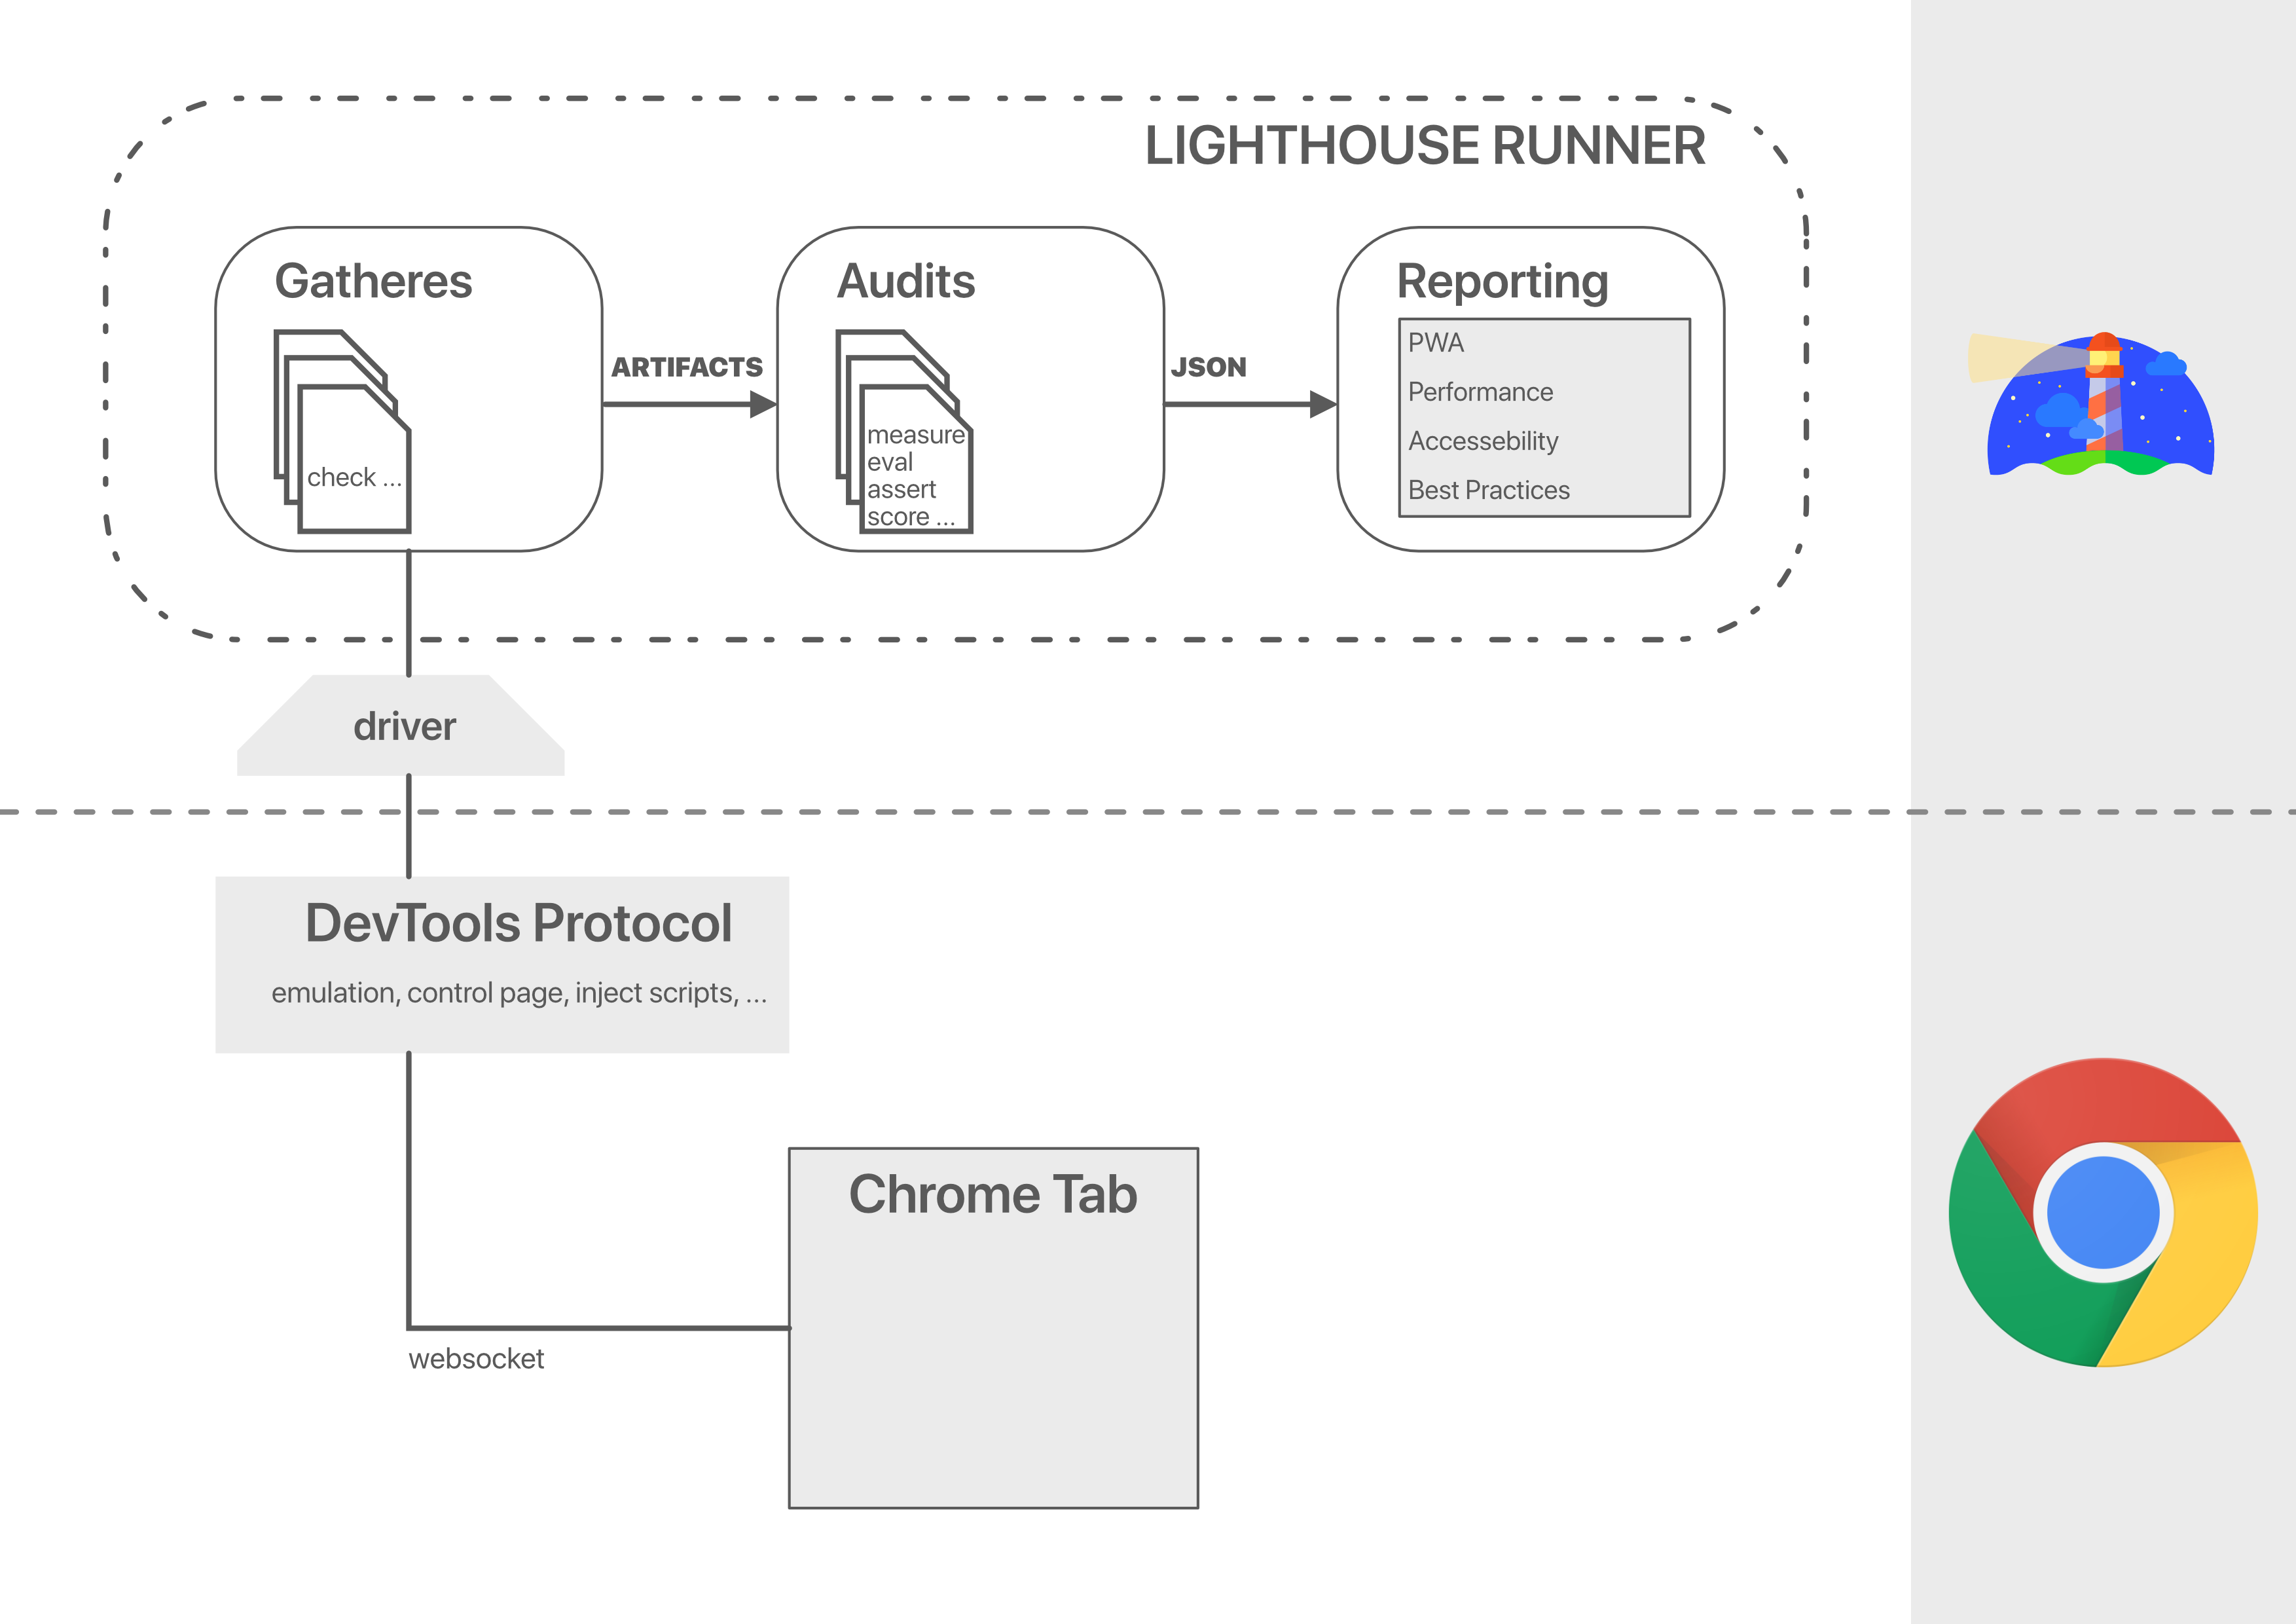 LIGHTHOUSE RUNNER
Gatheres
check ...
ARTIFACTS
Audits
measure
eval
assert
score ...
JSON
Reporting
PWA
Performance
Accessebility
Best Practices
driver
DevTools Protocol
emulation, control page, inject scripts, ...
Chrome Tab
websocket